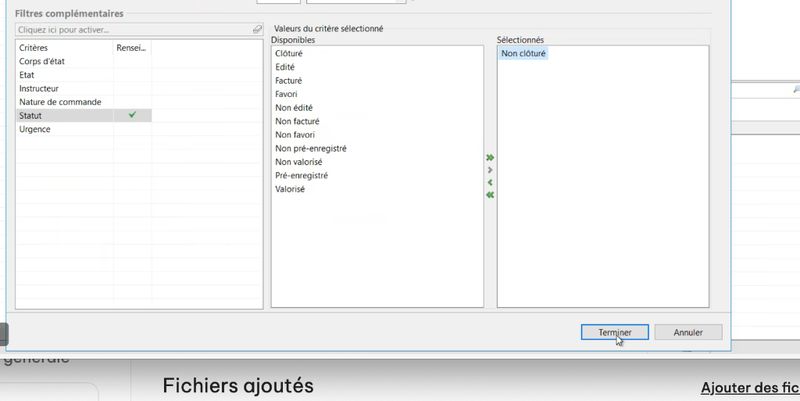 Filtres complémentaires
Cliquez ici pour activer...
Critères Rensei...
Corps d'état
Etat
Instructeur
Nature de commande
Statut
Urgence
Valeurs du critère sélectionné
Disponibles
Clôturé
Edité
Facturé
Favori
Non édité
Non facturé
Non favori
Non pré-enregistré
Non valorisé
Pré-enregistré
Valorisé
Sélectionnés
Non clôturé
Terminer
Annuler
générale
Fichiers ajoutés
Ajouter des fic